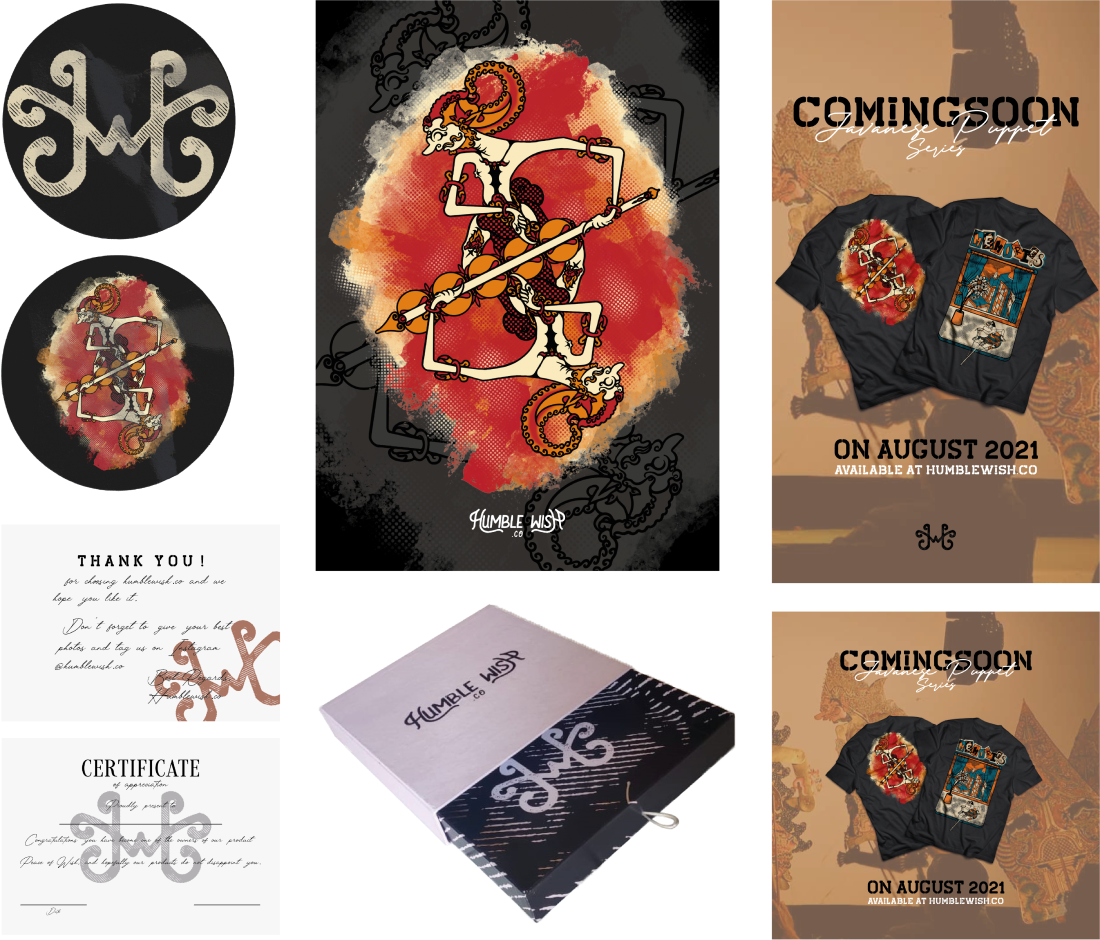 THANK YOU!
for choosing humblewish.co and we
hope you like it.
Don't forget to give your best
photos and tag us on Instagram
@humblewish.co
Best Regards
Humblewish.co
CERTIFICATE
of appreciation
Proudly present to
Congratulations you have become one of the owners of our product
Peace of Wish, and hopefully our products do not disappoint you.
HUMBLE WISH
.CO
HUMBLE WISH
.CO
COMiNGSOON
Javanese Puppet
Series
ON AUGUST 2021
AVAILABLE AT HUMBLEWISH.CO
COMiNGSOON
Javanese Puppet
Series
ON AUGUST 2021
AVAILABLE AT HUMBLEWISH.CO